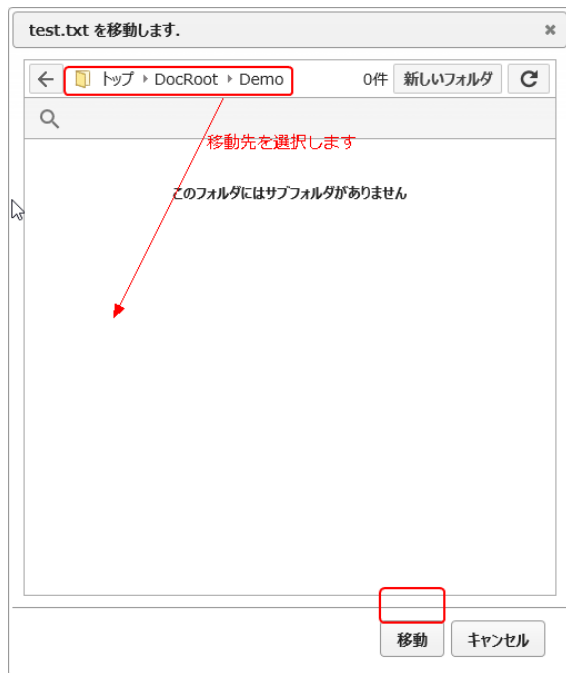 test.txt を移動します.
トップ DocRoot Demo 0件 新しいフォルダ
移動先を選択します
このフォルダにはサブフォルダがありません
移動 キャンセル